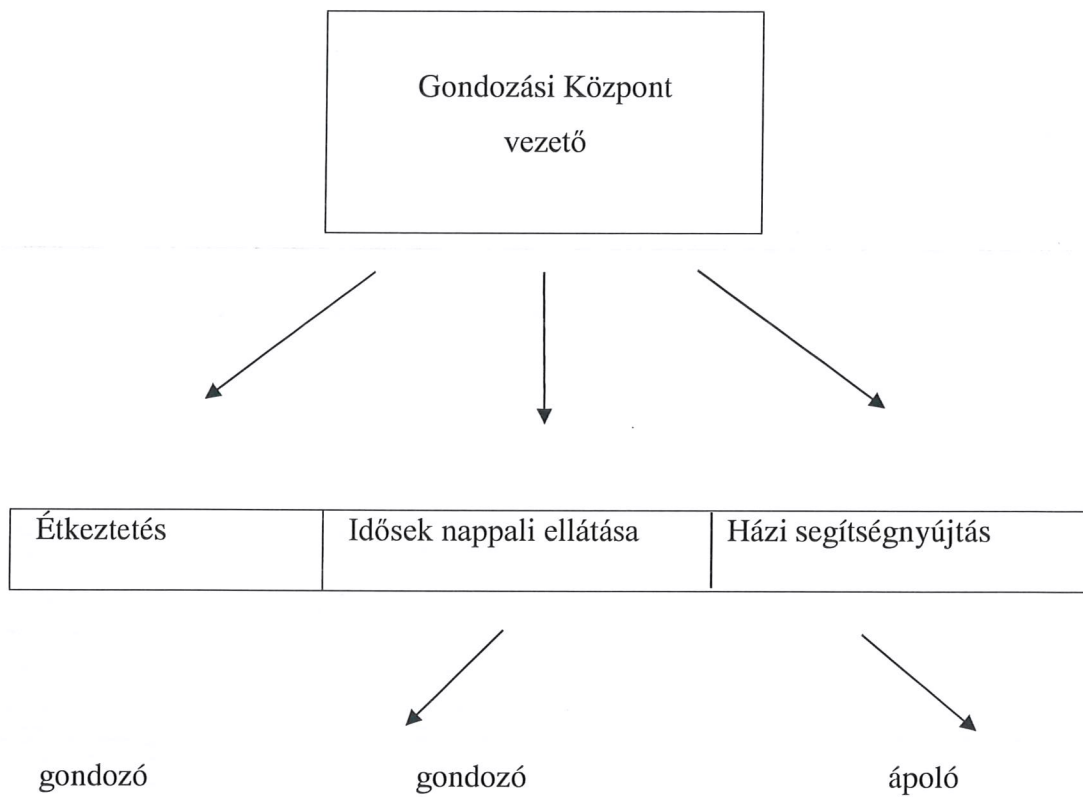 Gondozási Központ
vezető
Étkeztetés
Idősek nappali ellátása
Házi segítségnyújtás
gondozó
gondozó
ápoló